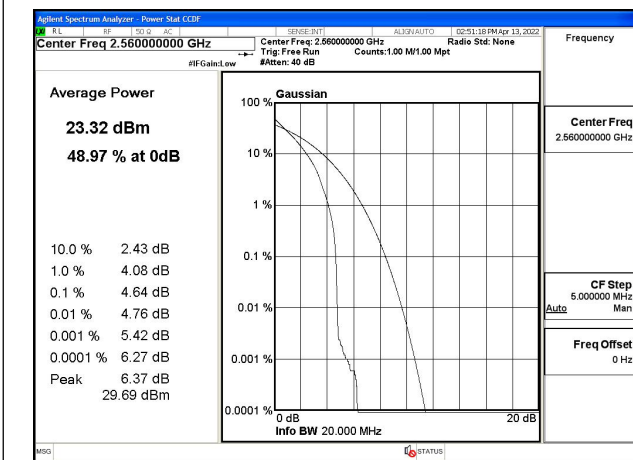 Agilent Spectrum Analyzer - Power Stat CCDF
RL RF 50 Ω AC SENSE:INT ALIGN AUTO 02:51:18 PM Apr 13, 2022
Center Freq 2.560000000 GHz
Center Freq: 2.560000000 GHz Radio Std: None
Trig: Free Run Counts:1.00 M/1.00 Mpt
#IFGain:Low #Atten: 40 dB
Frequency
Average Power
23.32 dBm
48.97 % at 0dB
10.0 % 2.43 dB
1.0 % 4.08 dB
0.1 % 4.64 dB
0.01 % 4.76 dB
0.001 % 5.42 dB
0.0001 % 6.27 dB
Peak 6.37 dB
29.69 dBm
Gaussian
100 %
10 %
1 %
0.1 %
0.01 %
0.001 %
0.0001 %
0 dB 20 dB
Info BW 20.000 MHz
Center Freq
2.560000000 GHz
CF Step
5.000000 MHz
Auto Man
Freq Offset
0 Hz
MSG STATUS